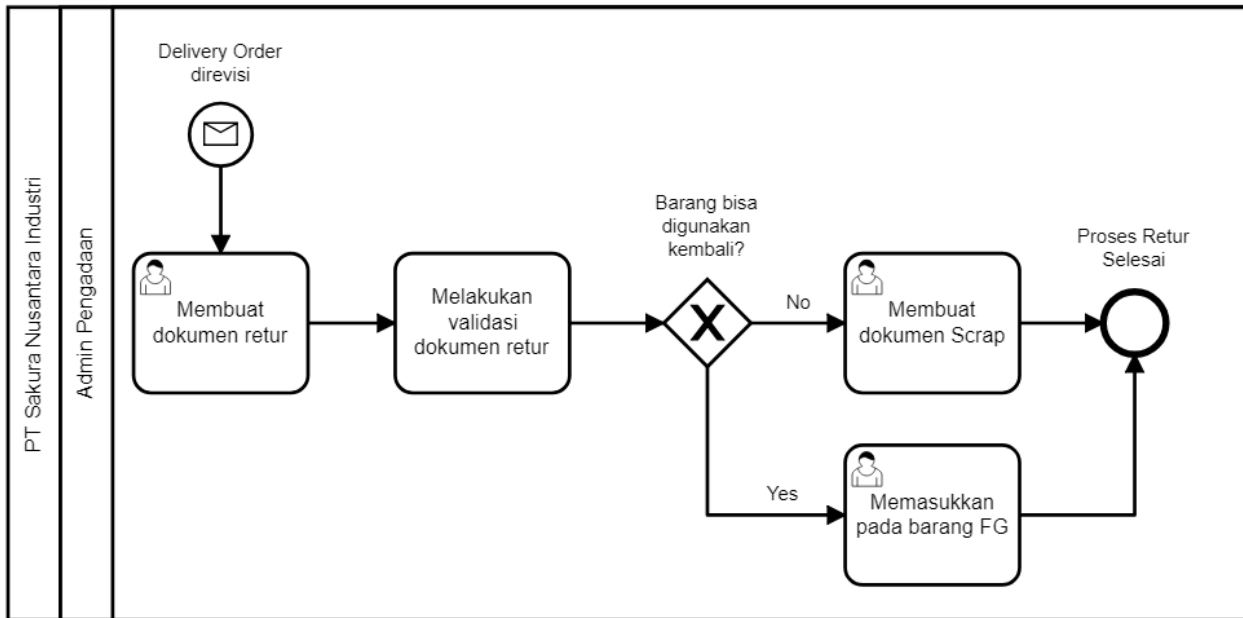 PT Sakura Nusantara Industri
Admin Pengadaan
Delivery Order
direvisi
Membuat
dokumen retur
Melakukan
validasi
dokumen retur
Barang bisa
digunakan
kembali?
No
Membuat
dokumen Scrap
Proses Retur
Selesai
Yes
Memasukkan
pada barang FG